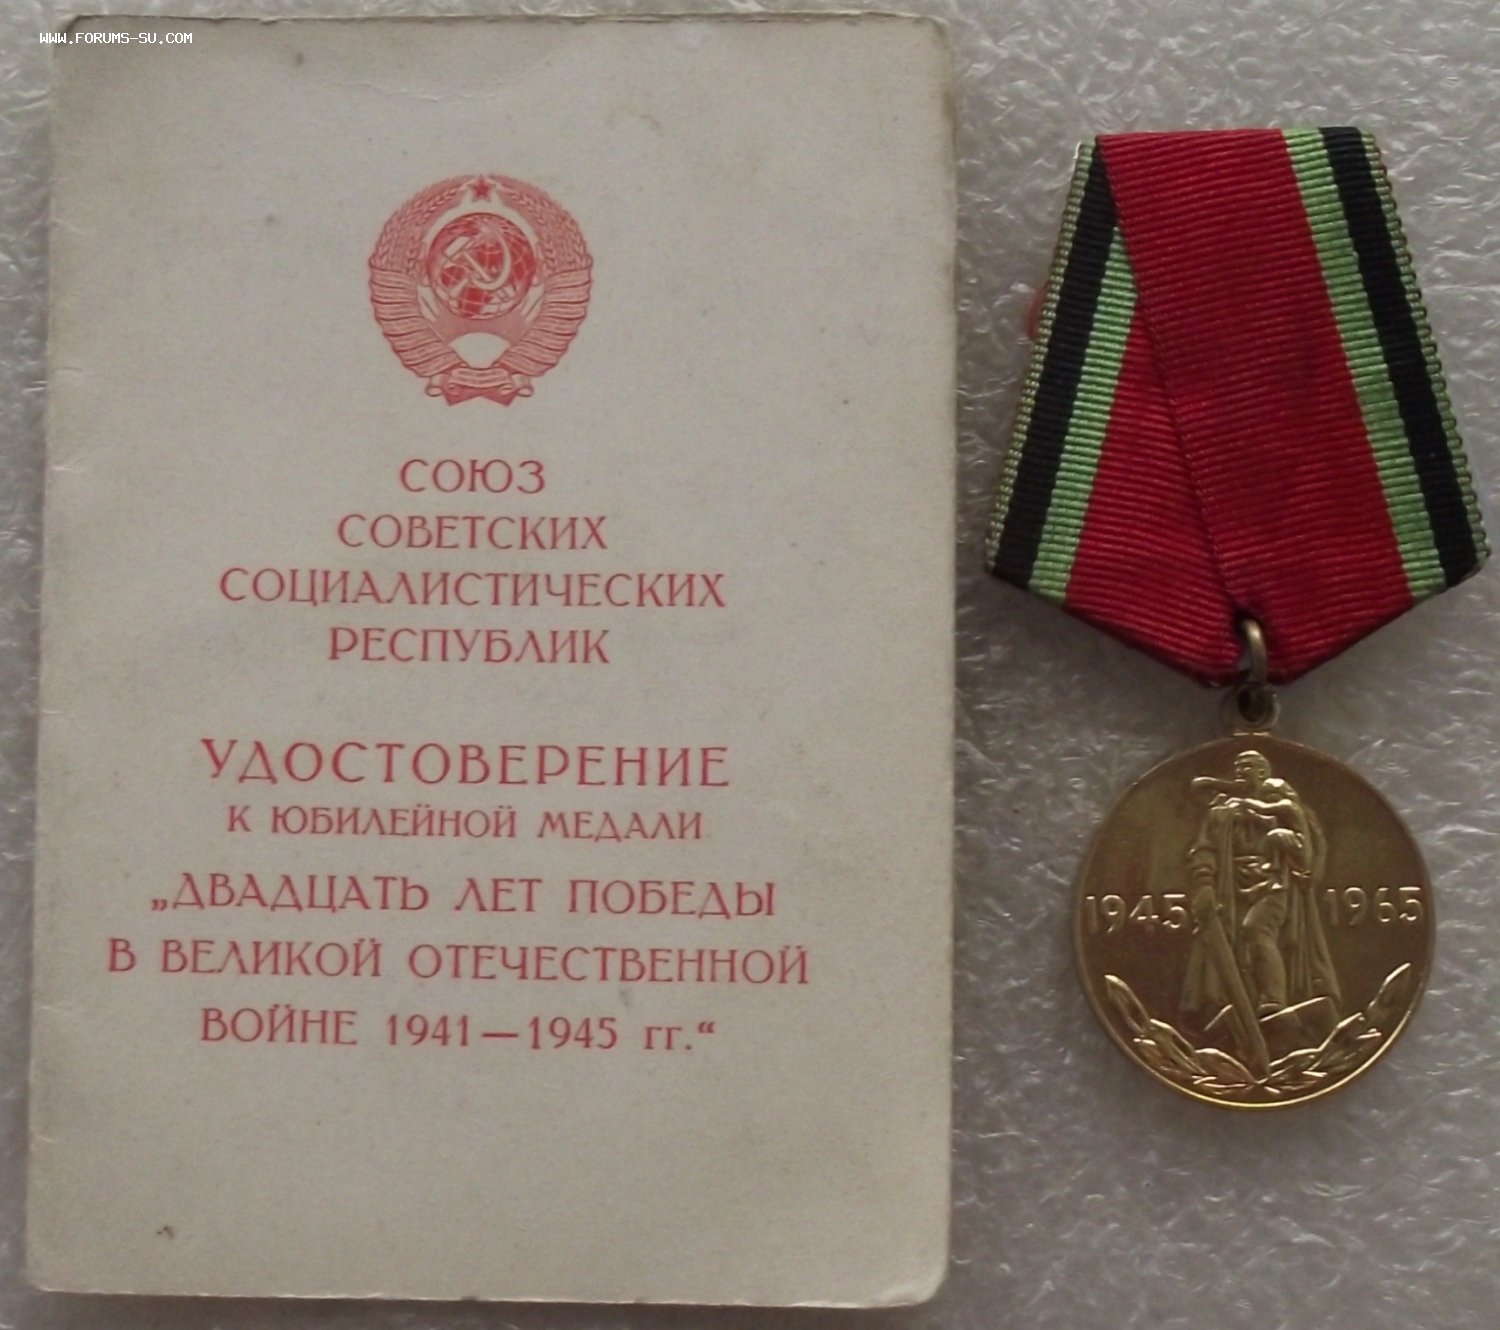 WWW.FORUMS-SU.COM
СОЮЗ
СОВЕТСКИХ
СОЦИАЛИСТИЧЕСКИХ
РЕСПУБЛИК
УДОСТОВЕРЕНИЕ
К ЮБИЛЕЙНОЙ МЕДАЛИ
„ДВАДЦАТЬ ЛЕТ ПОБЕДЫ
В ВЕЛИКОЙ ОТЕЧЕСТВЕННОЙ
ВОЙНЕ 1941—1945 гг.“
1945 1965